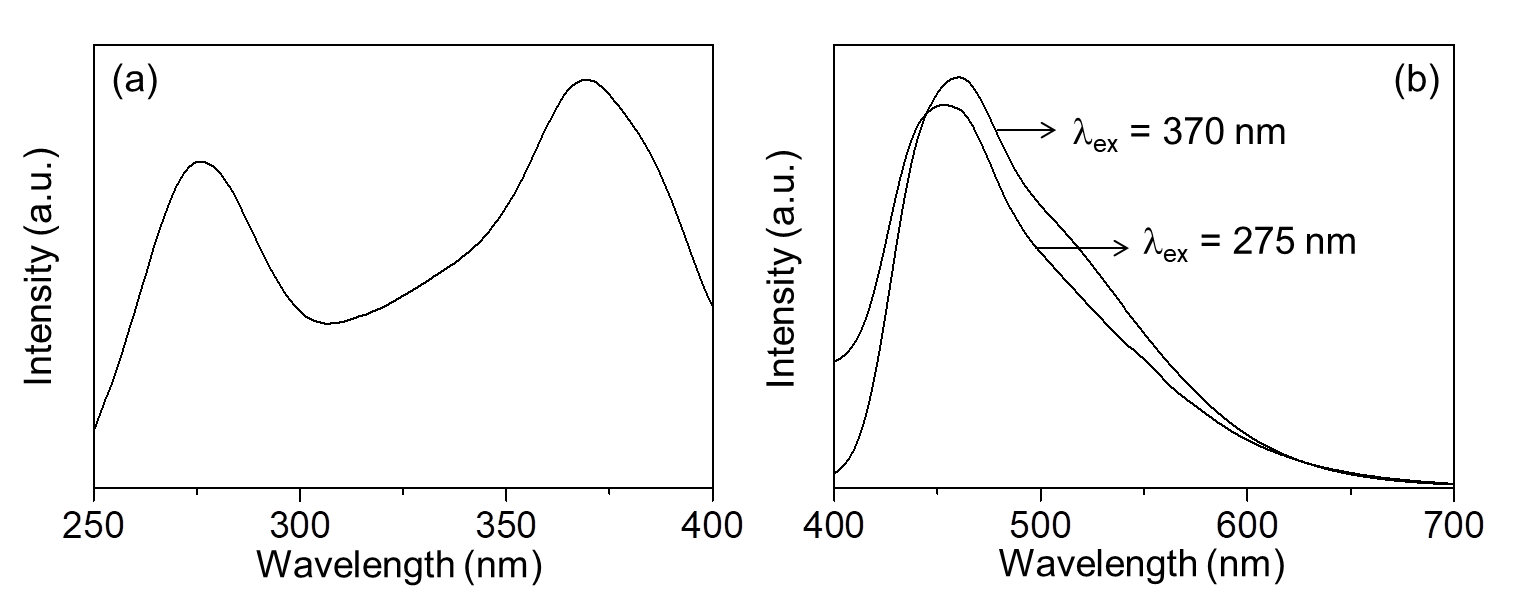 (a)
Intensity (a.u.)
250 300 350 400
Wavelength (nm)
(b)
λex = 370 nm
λex = 275 nm
Intensity (a.u.)
400 500 600 700
Wavelength (nm)